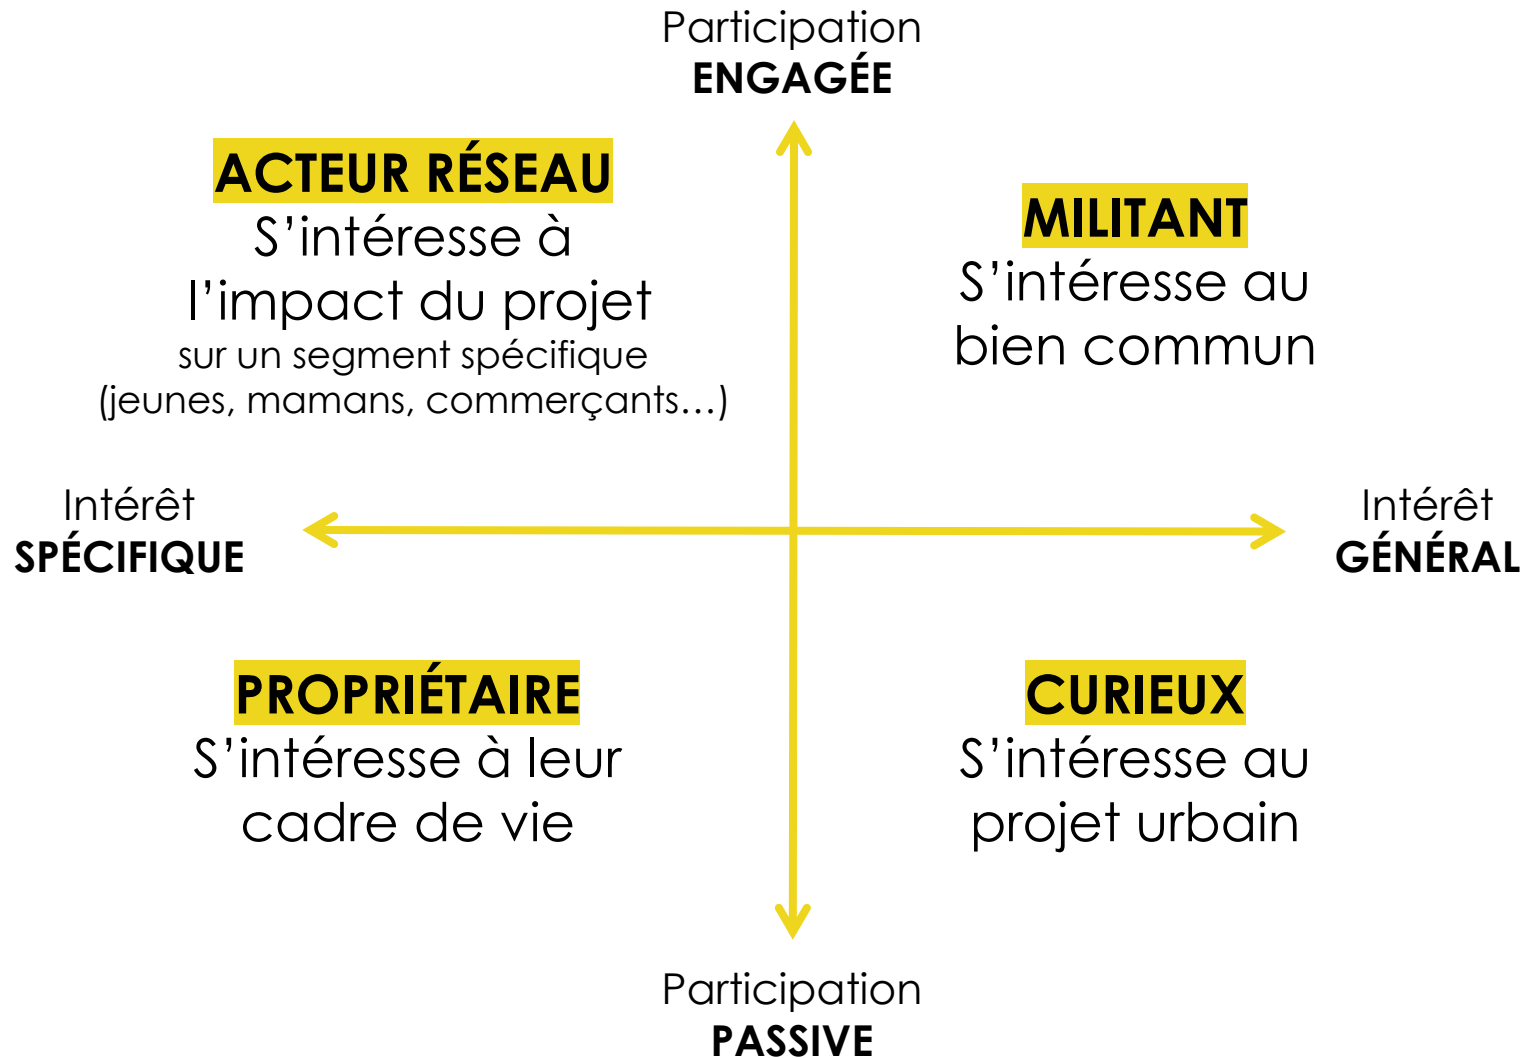 Participation
ENGAGÉE
ACTEUR RÉSEAU
S’intéresse à
l’impact du projet
sur un segment spécifique
(jeunes, mamans, commerçants…)
MILITANT
S’intéresse au
bien commun
Intérêt
SPÉCIFIQUE
Intérêt
GÉNÉRAL
PROPRIÉTAIRE
S’intéresse à leur
cadre de vie
CURIEUX
S’intéresse au
projet urbain
Participation
PASSIVE